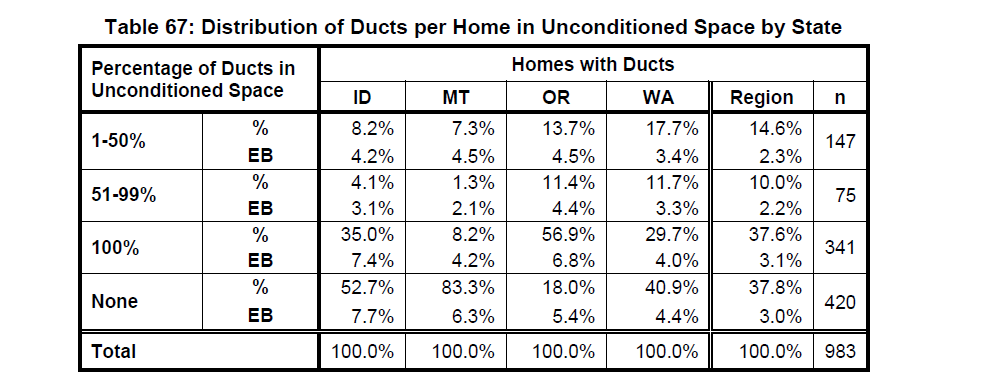 Table 67: Distribution of Ducts per Home in Unconditioned Space by State
Percentage of Ducts in Unconditioned Space Homes with Ducts
ID MT OR WA Region n
1-50% % 8.2% 7.3% 13.7% 17.7% 14.6% 147
EB 4.2% 4.5% 4.5% 3.4% 2.3%
51-99% % 4.1% 1.3% 11.4% 11.7% 10.0% 75
EB 3.1% 2.1% 4.4% 3.3% 2.2%
100% % 35.0% 8.2% 56.9% 29.7% 37.6% 341
EB 7.4% 4.2% 6.8% 4.0% 3.1%
None % 52.7% 83.3% 18.0% 40.9% 37.8% 420
EB 7.7% 6.3% 5.4% 4.4% 3.0%
Total 100.0% 100.0% 100.0% 100.0% 100.0% 983